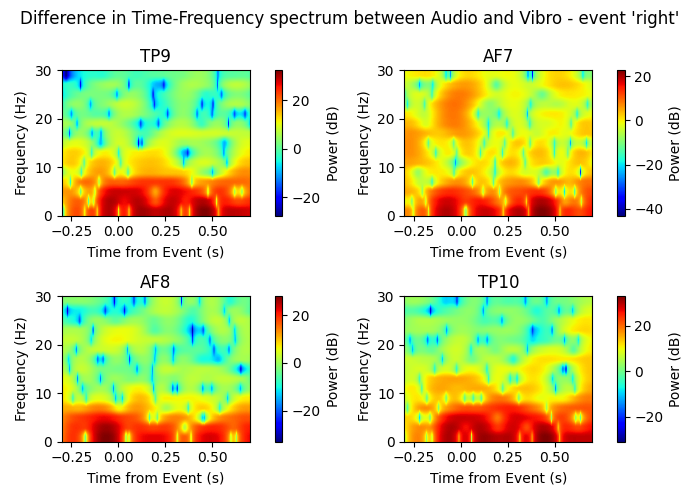 Difference in Time-Frequency spectrum between Audio and Vibro - event 'right'
TP9
30
20
10
0
Frequency (Hz)
−0.25 0.00 0.25 0.50
Time from Event (s)
20
0
−20
Power (dB)
AF7
30
20
10
0
Frequency (Hz)
−0.25 0.00 0.25 0.50
Time from Event (s)
20
0
−20
−40
Power (dB)
AF8
30
20
10
0
Frequency (Hz)
−0.25 0.00 0.25 0.50
Time from Event (s)
20
0
−20
Power (dB)
TP10
30
20
10
0
Frequency (Hz)
−0.25 0.00 0.25 0.50
Time from Event (s)
20
0
−20
Power (dB)